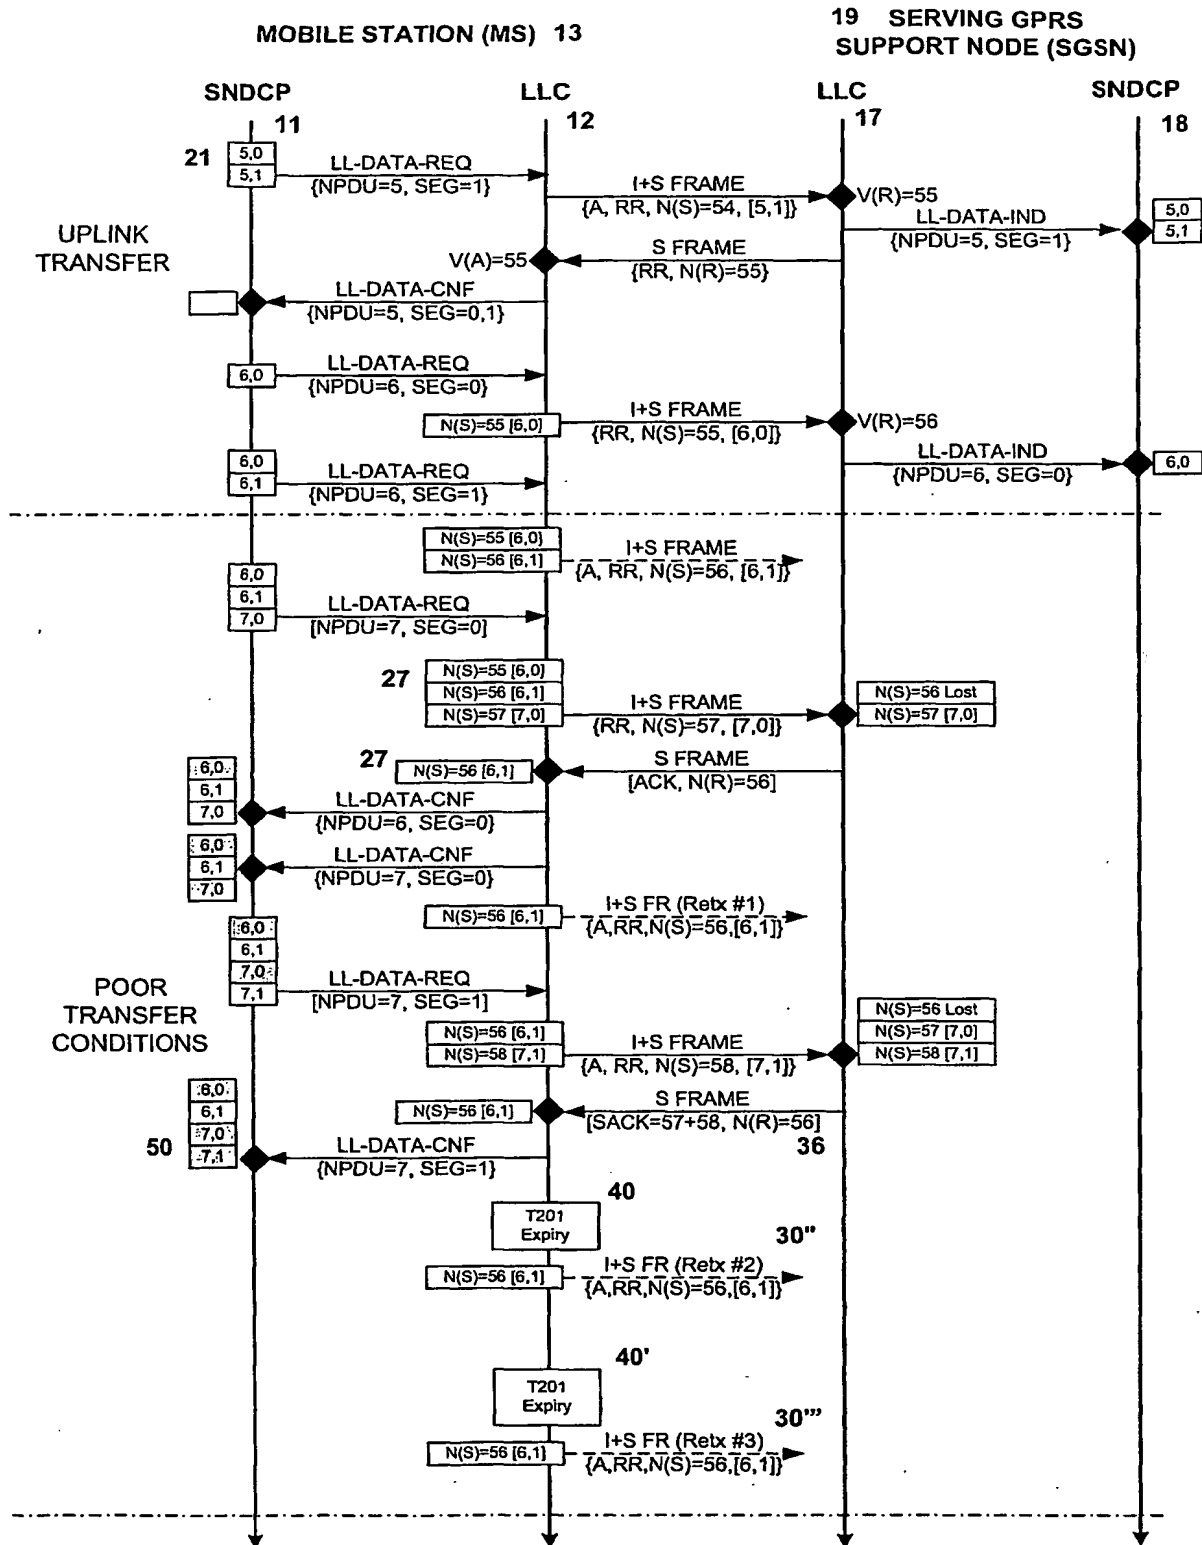 MOBILE STATION (MS) 13
19 SERVING GPRS
SUPPORT NODE (SGSN)
SNDCP
LLC
LLC
SNDCP
11
12
17
18
21
5,0
5,1
LL-DATA-REQ
{NPDU=5, SEG=1}
I+S FRAME
{A, RR, N(S)=54, [5,1]}
V(R)=55
LL-DATA-IND
{NPDU=5, SEG=1}
5,0
5,1
UPLINK
TRANSFER
V(A)=55
S FRAME
{RR, N(R)=55}
LL-DATA-CNF
{NPDU=5, SEG=0,1}
6,0
LL-DATA-REQ
{NPDU=6, SEG=0}
N(S)=55 [6,0]
I+S FRAME
{RR, N(S)=55, [6,0]}
V(R)=56
LL-DATA-IND
{NPDU=6, SEG=0}
6,0
6,0
6,1
LL-DATA-REQ
{NPDU=6, SEG=1}
N(S)=55 [6,0}
N(S)=56 [6,1]
I+S FRAME
{A, RR, N(S)=56, [6,1]}
6,0
6,1
7,0
LL-DATA-REQ
[NPDU=7, SEG=0]
27
N(S)=55 [6,0]
N(S)=56 [6,1]
N(S)=57 [7,0]
I+S FRAME
{RR, N(S)=57, [7,0]}
N(S)=56 Lost
N(S)=57 [7,0]
27
N(S)=56 [6,1]
S FRAME
[ACK, N(R)=56]
6,0
6,1
7,0
LL-DATA-CNF
{NPDU=6, SEG=0}
6,0
6,1
7,0
LL-DATA-CNF
{NPDU=7, SEG=0}
N(S)=56 [6,1]
I+S FR (Retx #1)
{A,RR,N(S)=56,[6,1]}
6,0
6,1
7,0
7,1
LL-DATA-REQ
[NPDU=7, SEG=1]
POOR
TRANSFER
CONDITIONS
N(S)=56 [6,1]
N(S)=58 [7,1]
I+S FRAME
{A, RR, N(S)=58, [7,1]}
N(S)=56 Lost
N(S)=57 [7,0]
N(S)=58 [7,1]
N(S)=56 [6,1]
S FRAME
[SACK=57+58, N(R)=56]
36
50
6,0
6,1
7,0
7,1
LL-DATA-CNF
{NPDU=7, SEG=1}
40
T201
Expiry
30"
N(S)=56 [6,1]
I+S FR (Retx #2)
{A,RR,N(S)=56,[6,1]}
40'
T201
Expiry
30'"
N(S)=56 [6,1]
I+S FR (Retx #3)
{A,RR,N(S)=56,[6,1]}